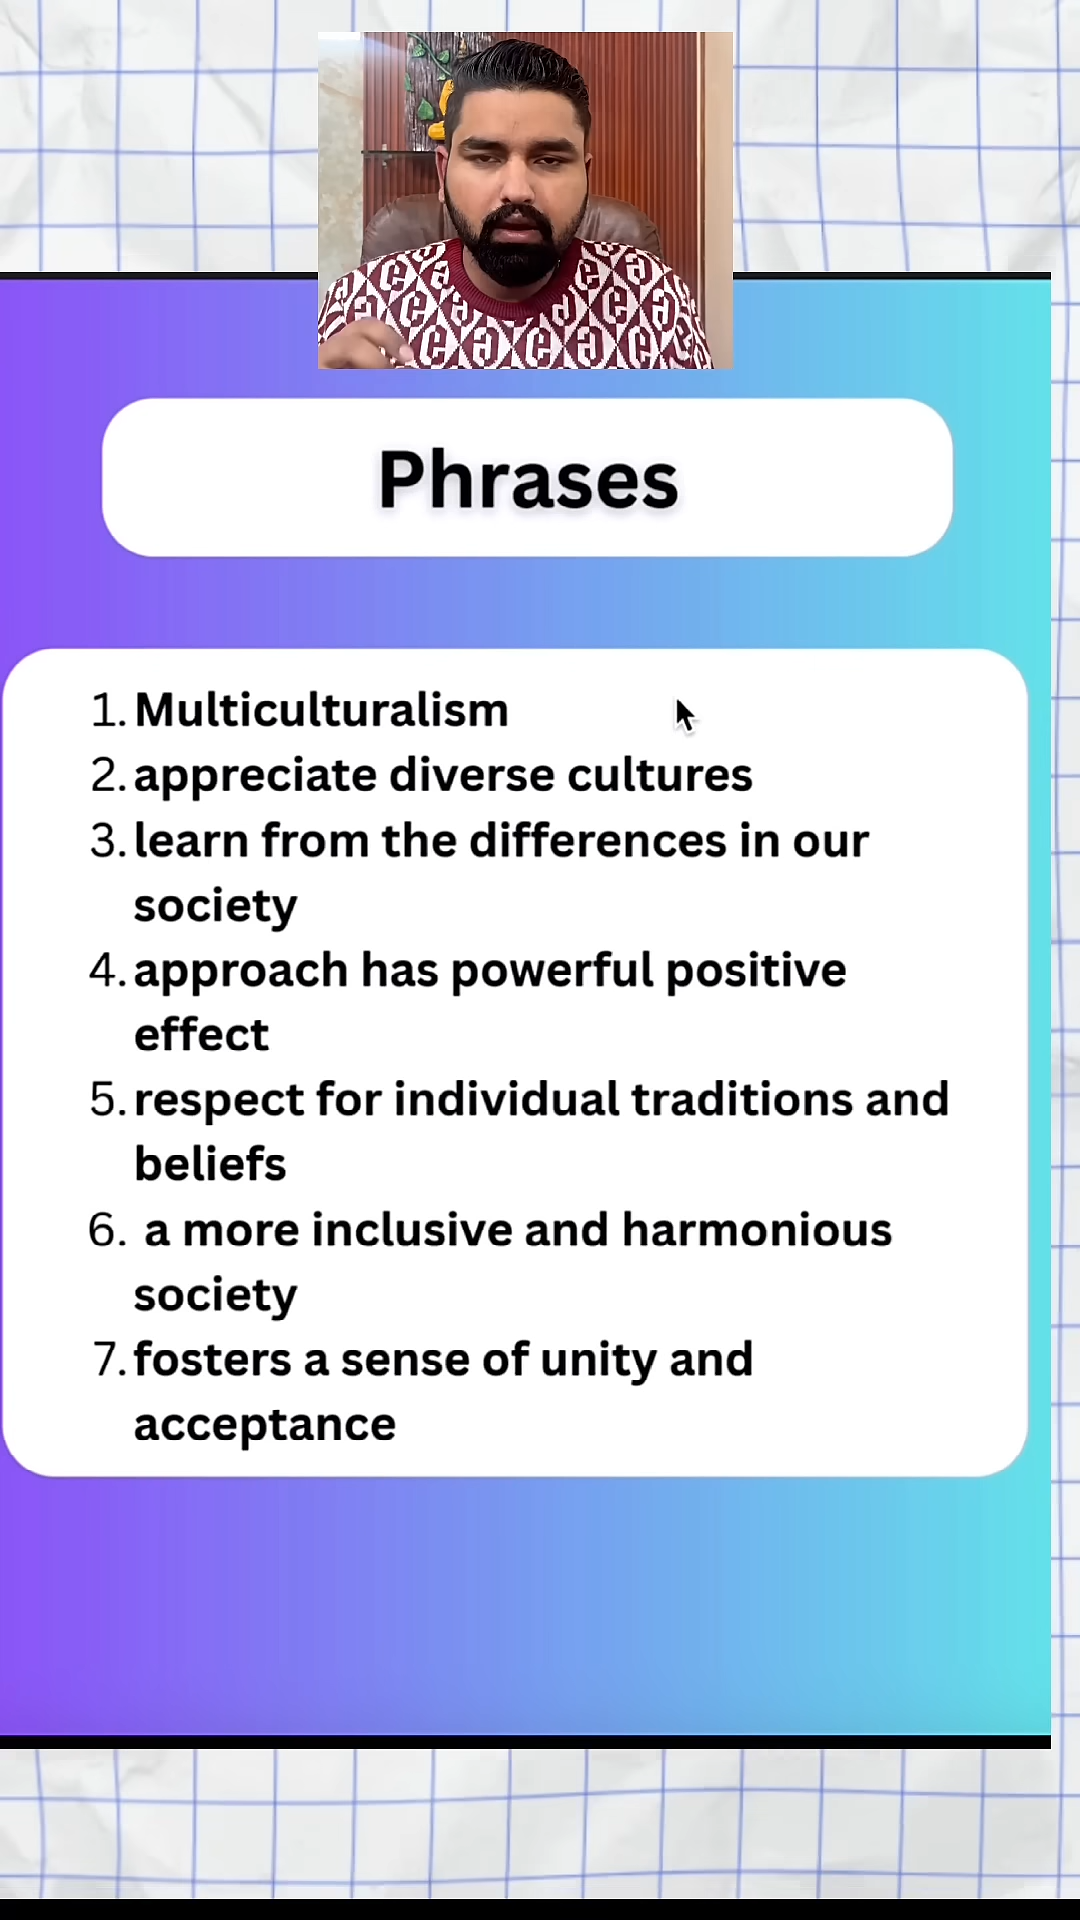 Phrases
1. Multiculturalism
2. appreciate diverse cultures
3. learn from the differences in our
society
4. approach has powerful positive
effect
5. respect for individual traditions and
beliefs
6. a more inclusive and harmonious
society
7. fosters a sense of unity and
acceptance